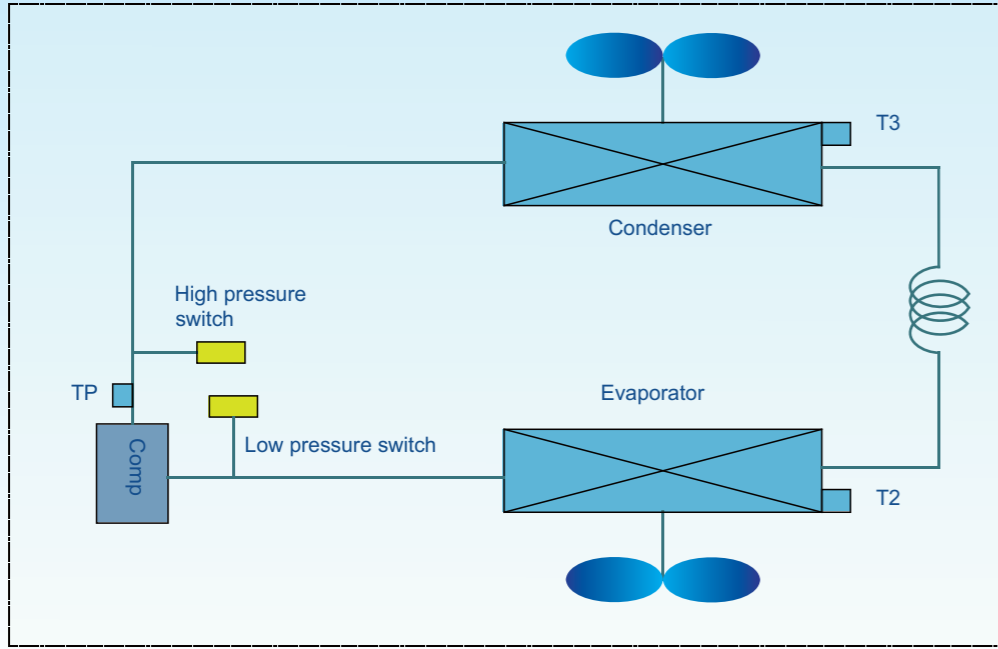 T3
Condenser
High pressure
switch
TP
Evaporator
Comp
Low pressure switch
T2